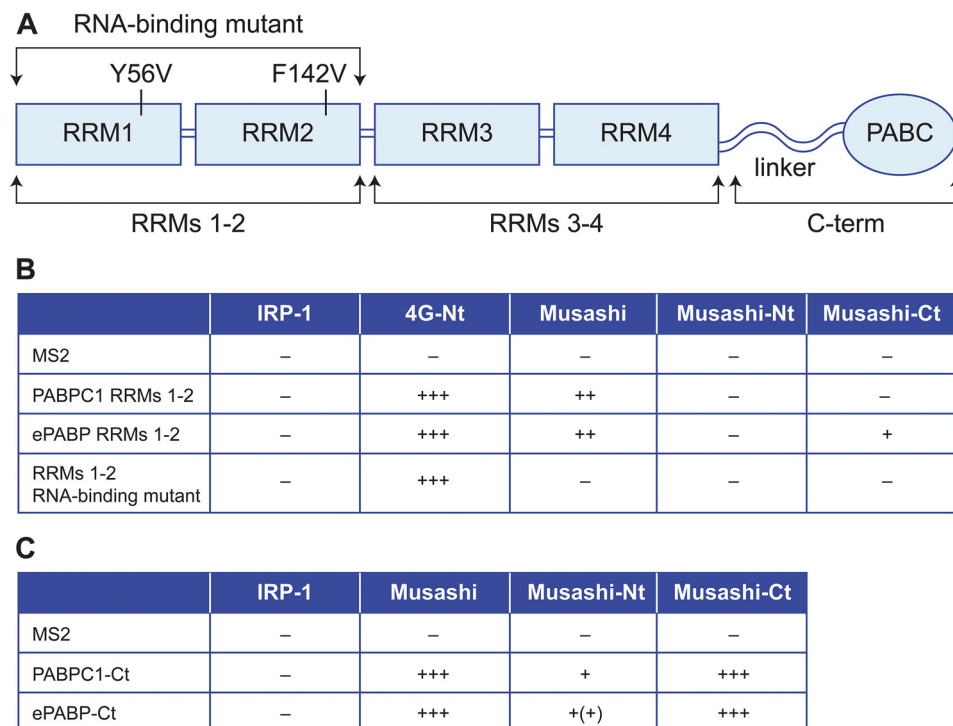 A
RNA-binding mutant
Y56V F142V
RRM1 RRM2 RRM3 RRM4 PABC
linker
RRMs 1-2 RRMs 3-4 C-term
B
IRP-1 4G-Nt Musashi Musashi-Nt Musashi-Ct
MS2 – – – – –
PABPC1 RRMs 1-2 – +++ ++ – –
ePABP RRMs 1-2 – +++ ++ – +
RRMs 1-2
RNA-binding mutant – +++ – – –
C
IRP-1 Musashi Musashi-Nt Musashi-Ct
MS2 – – – –
PABPC1-Ct – +++ + +++
ePABP-Ct – +++ +(+) +++